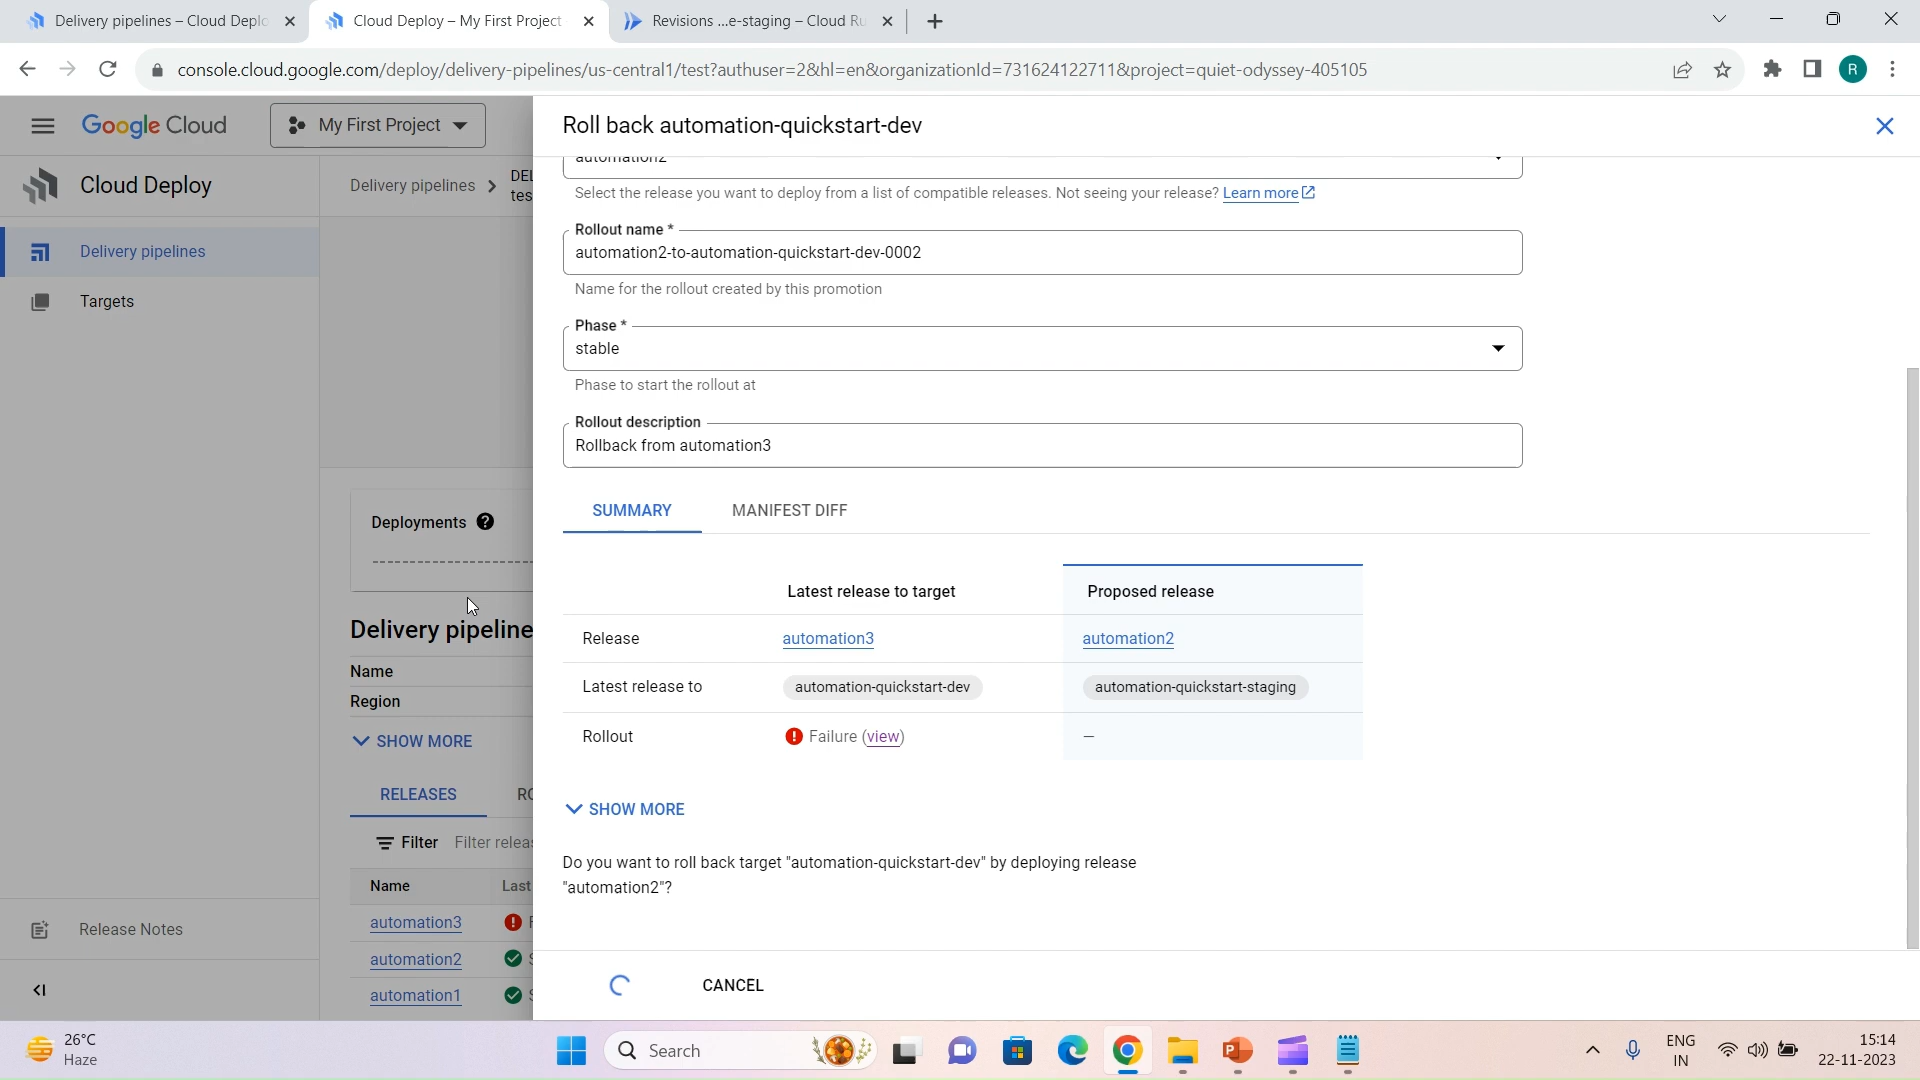 Delivery pipelines – Cloud Deplo
Cloud Deploy – My First Project
Revisions ...e-staging – Cloud Ru
console.cloud.google.com/deploy/delivery-pipelines/us-central1/test?authuser=2&hl=en&organizationId=731624122711&project=quiet-odyssey-405105
R
Google Cloud
My First Project
Roll back automation-quickstart-dev
Cloud Deploy
Delivery pipelines
DEL
tes
Delivery pipelines
Targets
automation2
Select the release you want to deploy from a list of compatible releases. Not seeing your release? Learn more
Rollout name *
automation2-to-automation-quickstart-dev-0002
Name for the rollout created by this promotion
Phase *
stable
Phase to start the rollout at
Rollout description
Rollback from automation3
SUMMARY
MANIFEST DIFF
Deployments
Latest release to target
Proposed release
Release
automation3
automation2
Latest release to
automation-quickstart-dev
automation-quickstart-staging
Rollout
Failure (view)
–
SHOW MORE
Do you want to roll back target "automation-quickstart-dev" by deploying release
"automation2"?
CANCEL
Delivery pipeline
Name
Region
SHOW MORE
RELEASES
RO
Filter
Filter releas
Name
Last
automation3
F
automation2
S
automation1
S
Release Notes
26°C
Haze
Search
ENG
IN
15:14
22-11-2023